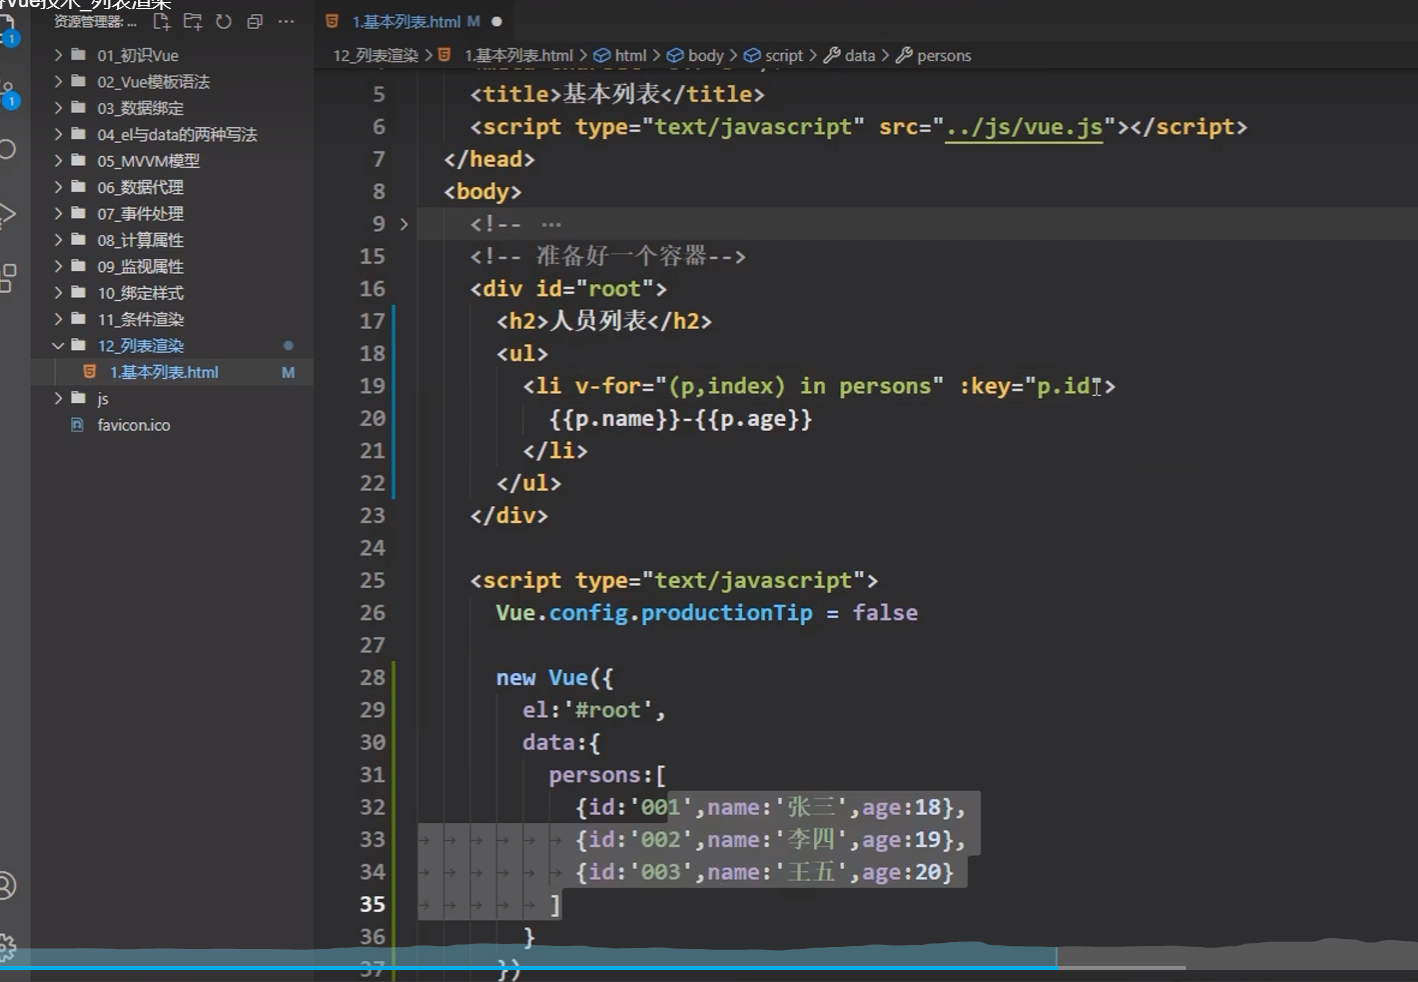 Vue技术_列表渲染
资源管理器: ...
1.基本列表.html M
12_列表渲染 > 1.基本列表.html > html > body > script > data > persons
1
1
01_初识Vue
02_Vue模板语法
03_数据绑定
04_el与data的两种写法
05_MVVM模型
06_数据代理
07_事件处理
08_计算属性
09_监视属性
10_绑定样式
11_条件渲染
12_列表渲染
1.基本列表.html M
js
favicon.ico
5 <title>基本列表</title>
6 <script type="text/javascript" src="../js/vue.js"></script>
7 </head>
8 <body>
9 <!-- ...
15 <!-- 准备好一个容器-->
16 <div id="root">
17 <h2>人员列表</h2>
18 <ul>
19 <li v-for="(p,index) in persons" :key="p.id">
20 {{p.name}}-{{p.age}}
21 </li>
22 </ul>
23 </div>
24
25 <script type="text/javascript">
26 Vue.config.productionTip = false
27
28 new Vue({
29 el:'#root',
30 data:{
31 persons:[
32 {id:'001',name:'张三',age:18},
33 {id:'002',name:'李四',age:19},
34 {id:'003',name:'王五',age:20}
35 ]
36 }
37 })